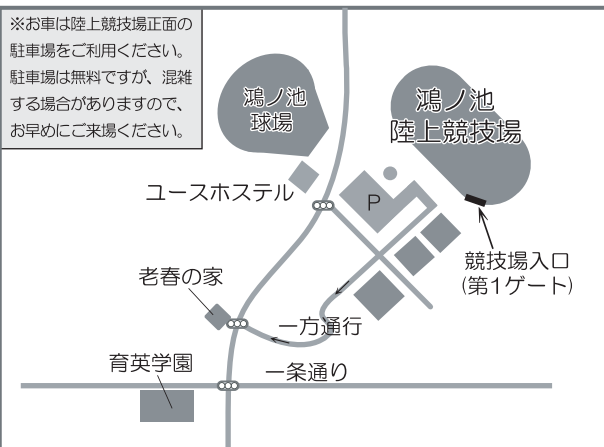 ※お車は陸上競技場正面の
駐車場をご利用ください。
駐車場は無料ですが、混雑
する場合がありますので、
お早めにご来場ください。
鴻ノ池
球場
鴻ノ池
陸上競技場
ユースホステル
P
競技場入口
(第1ゲート)
老春の家
一方通行
育英学園
一条通り